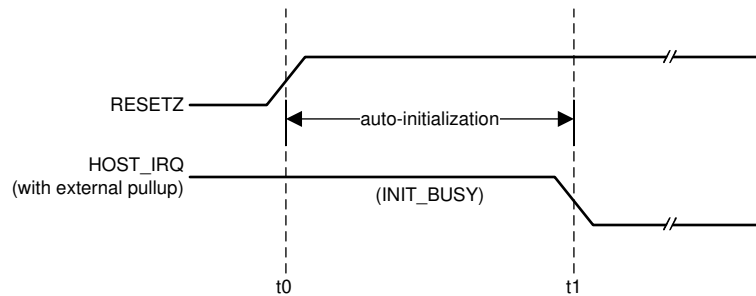 RESETZ
auto-initialization
HOST_IRQ
(with external pullup)
(INIT_BUSY)
t0
t1